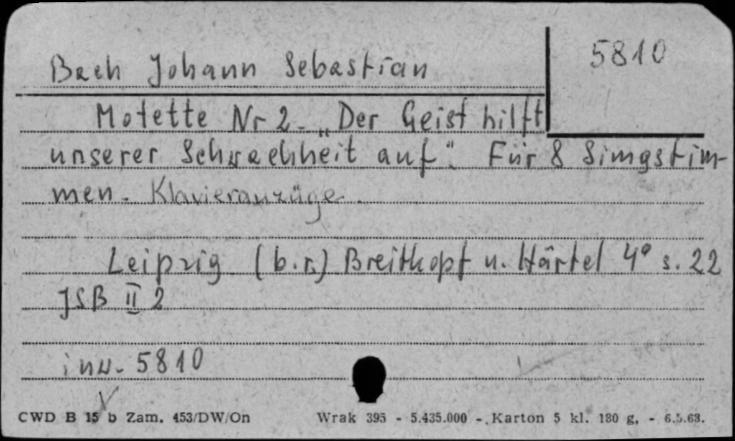 5810
Bach Johann Sebastian
Motette Nr 2. „Der Geist hilft
unserer Schwachheit auf". Für 8 Simgstim-
men. Klavierauzüge.
Leipzig (b.r.) Breitkopf u. Härtel 4° s. 22
JSB II 2
inw. 5810
CWD B 15 b Zam. 453/DW/On Wrak 395 - 5.435.000 - Karton 5 kl. 180 g. - 6.5.63.